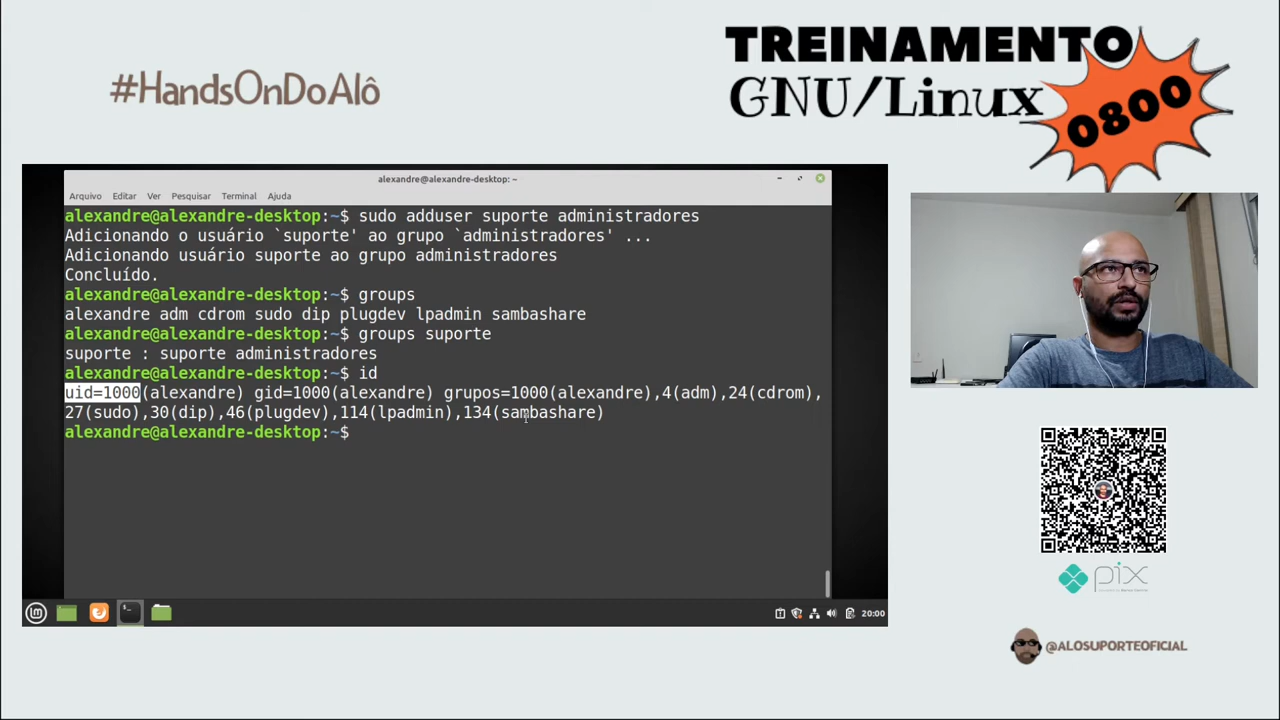 #HandsOnDoAlô
TREINAMENTO
GNU/Linux
0800
alexandre@alexandre-desktop: ~
Arquivo Editar Ver Pesquisar Terminal Ajuda
alexandre@alexandre-desktop:~$ sudo adduser suporte administradores
Adicionando o usuário `suporte' ao grupo `administradores' ...
Adicionando usuário suporte ao grupo administradores
Concluído.
alexandre@alexandre-desktop:~$ groups
alexandre adm cdrom sudo dip plugdev lpadmin sambashare
alexandre@alexandre-desktop:~$ groups suporte
suporte : suporte administradores
alexandre@alexandre-desktop:~$ id
uid=1000(alexandre) gid=1000(alexandre) grupos=1000(alexandre),4(adm),24(cdrom),
27(sudo),30(dip),46(plugdev),114(lpadmin),134(sambashare)
alexandre@alexandre-desktop:~$
20:00
pix
@ALOSUPORTEOFICIAL